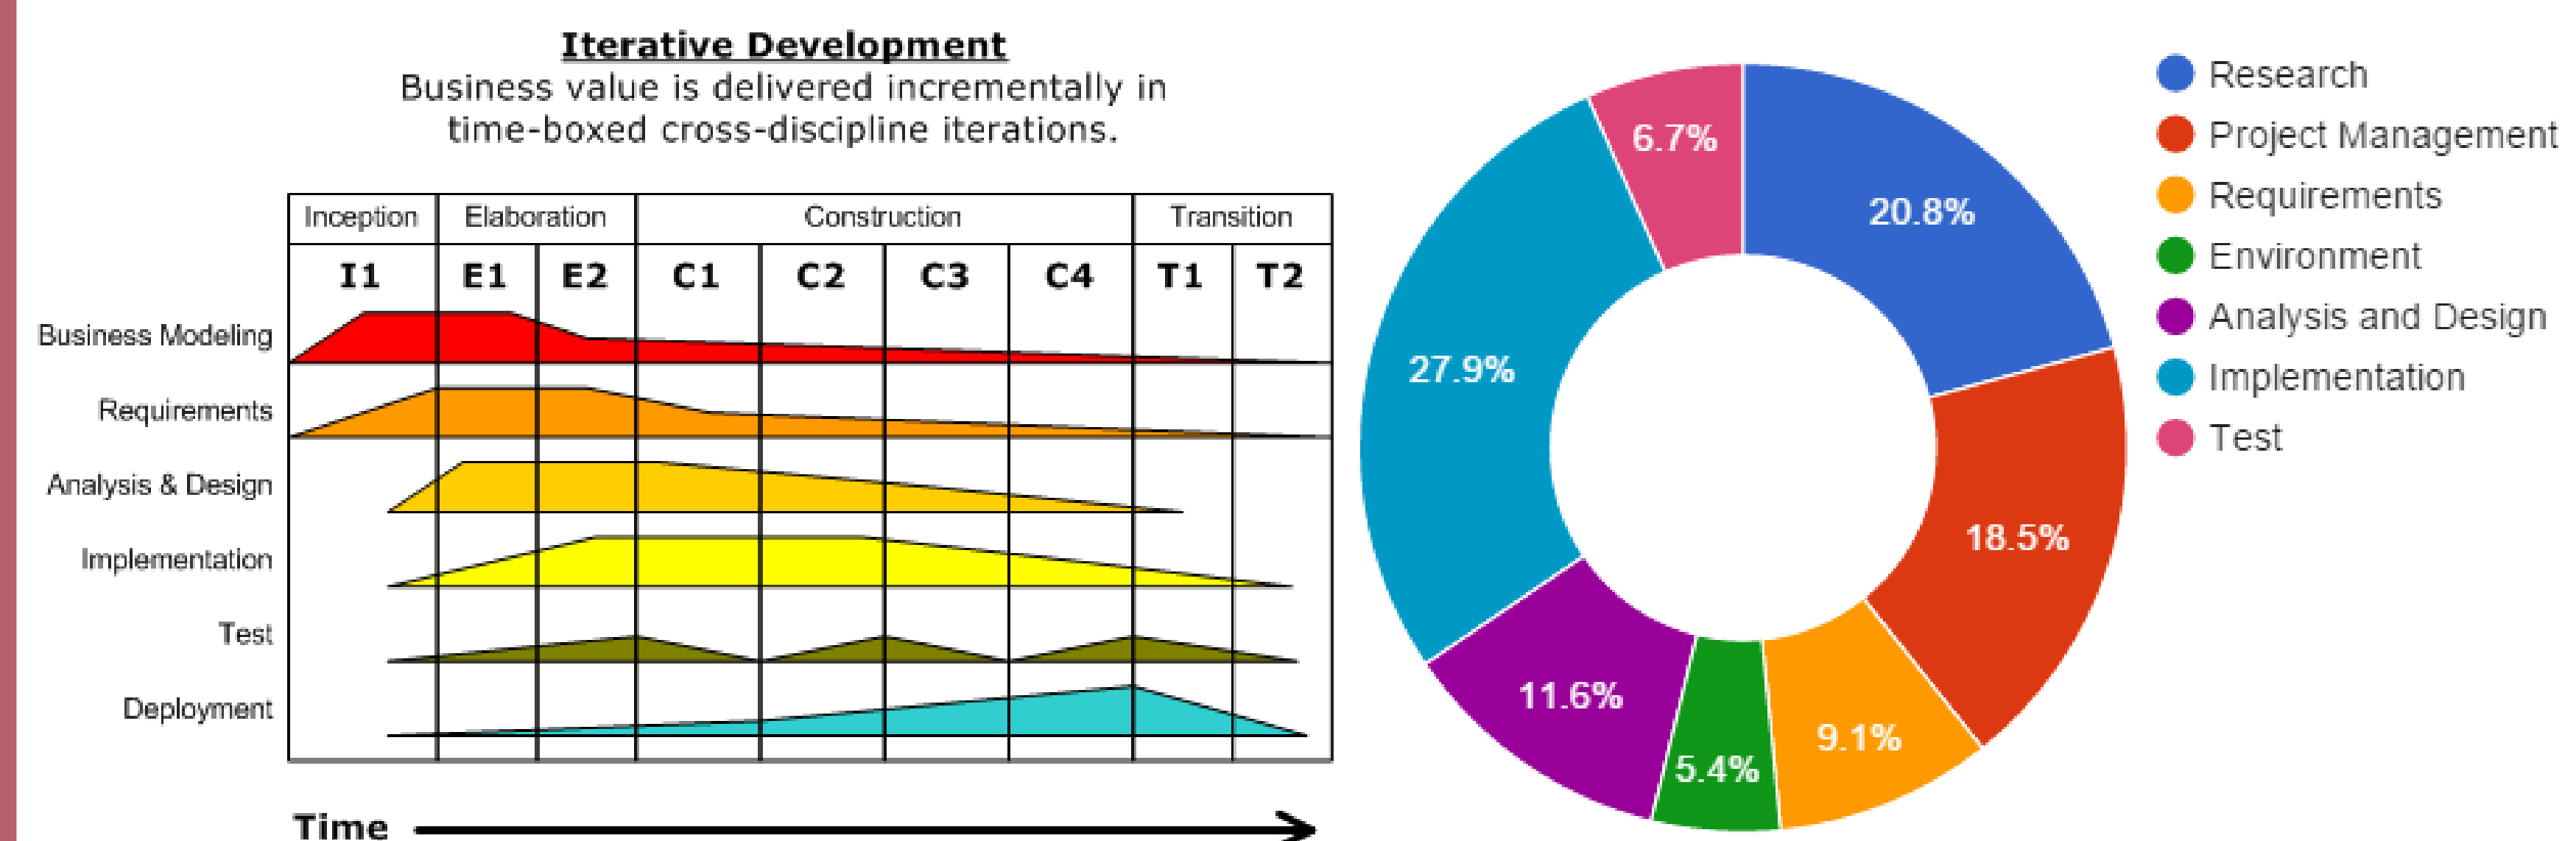 Iterative Development
Business value is delivered incrementally in
time-boxed cross-discipline iterations.
Inception Elaboration Construction Transition
I1 E1 E2 C1 C2 C3 C4 T1 T2
Business Modeling
Requirements
Analysis & Design
Implementation
Test
Deployment
Time
20.8%
18.5%
9.1%
5.4%
11.6%
27.9%
6.7%
Research
Project Management
Requirements
Environment
Analysis and Design
Implementation
Test